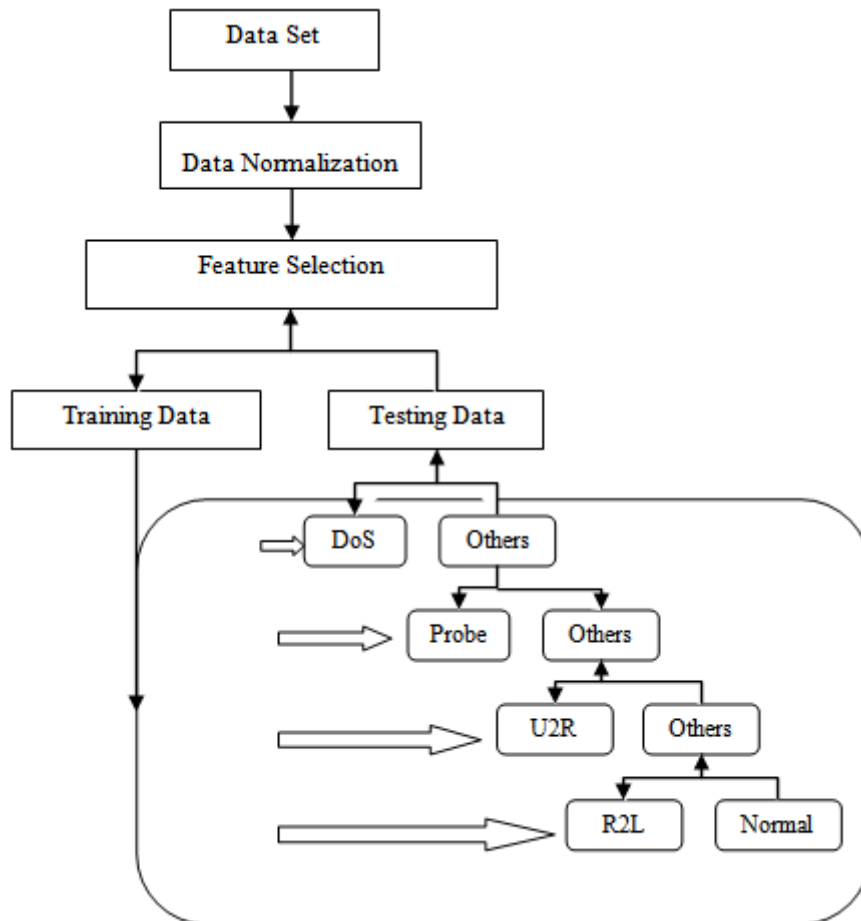 Data Set
Data Normalization
Feature Selection
Training Data
Testing Data
DoS
Others
Probe
Others
U2R
Others
R2L
Normal